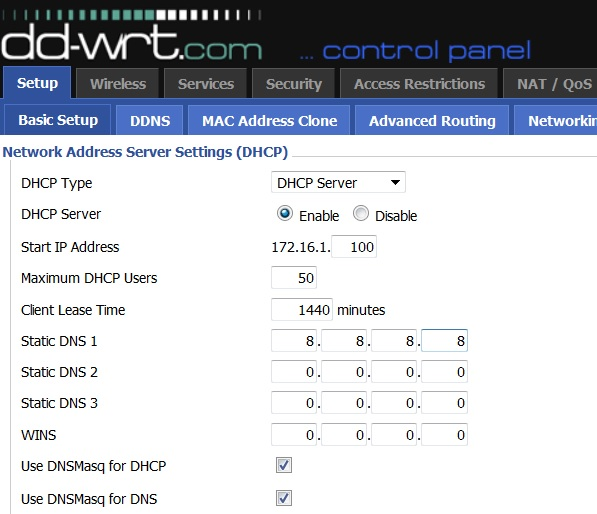 dd-wrt.com ... control panel
Setup Wireless Services Security Access Restrictions NAT / QoS
Basic Setup DDNS MAC Address Clone Advanced Routing
Network Address Server Settings (DHCP)
DHCP Type DHCP Server
DHCP Server Enable Disable
Start IP Address 172.16.1. 100
Maximum DHCP Users 50
Client Lease Time 1440 minutes
Static DNS 1 8. 8. 8. 8
Static DNS 2 0. 0. 0. 0
Static DNS 3 0. 0. 0. 0
WINS 0. 0. 0. 0
Use DNSMasq for DHCP
Use DNSMasq for DNS